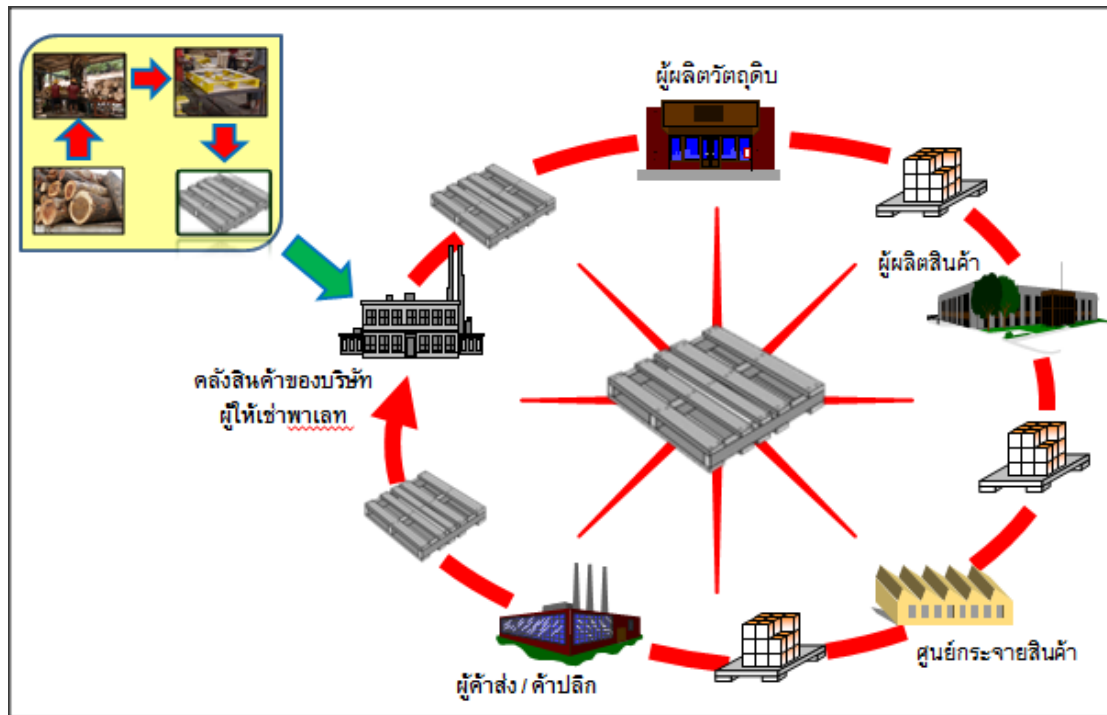 ผู้ผลิตวัตถุดิบ
ผู้ผลิตสินค้า
คลังสินค้าของบริษัท
ผู้ให้เช่าพาเลท
ศูนย์กระจายสินค้า
ผู้ค้าส่ง / ค้าปลีก